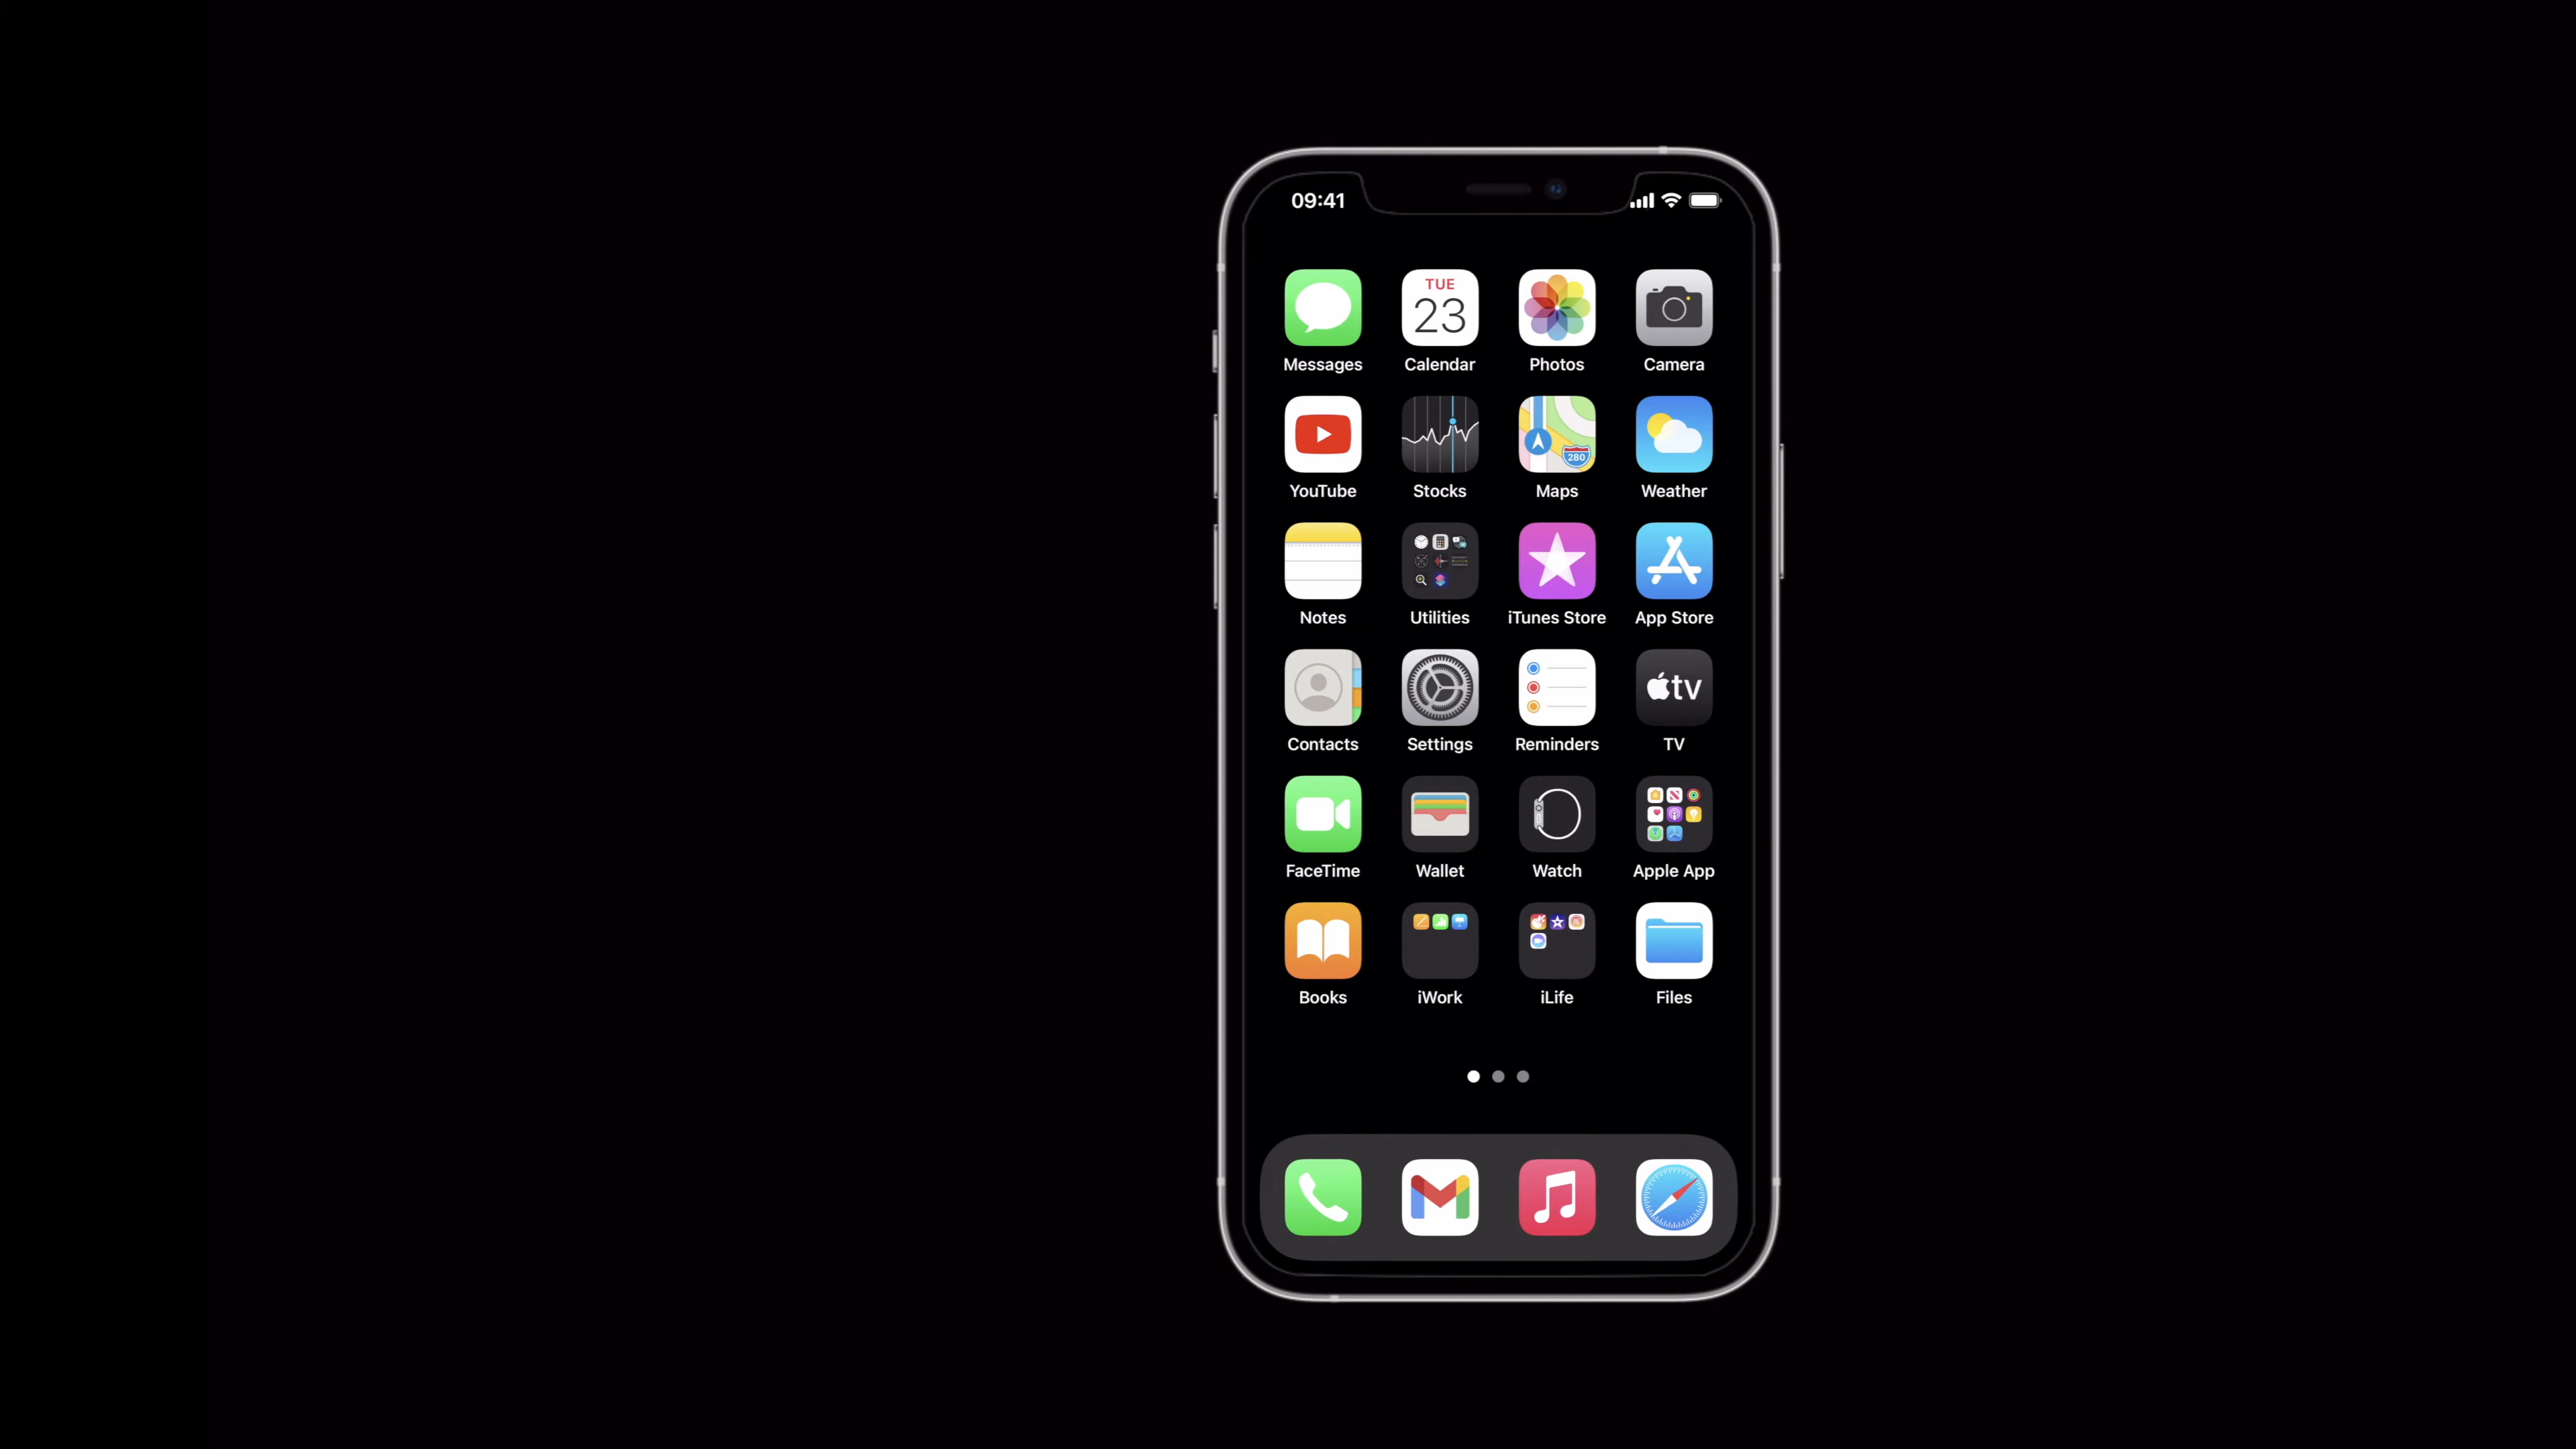 09:41
TUE
23
Messages Calendar Photos Camera
280
YouTube Stocks Maps Weather
Notes Utilities iTunes Store App Store
tv
Contacts Settings Reminders TV
FaceTime Wallet Watch Apple App
Books iWork iLife Files